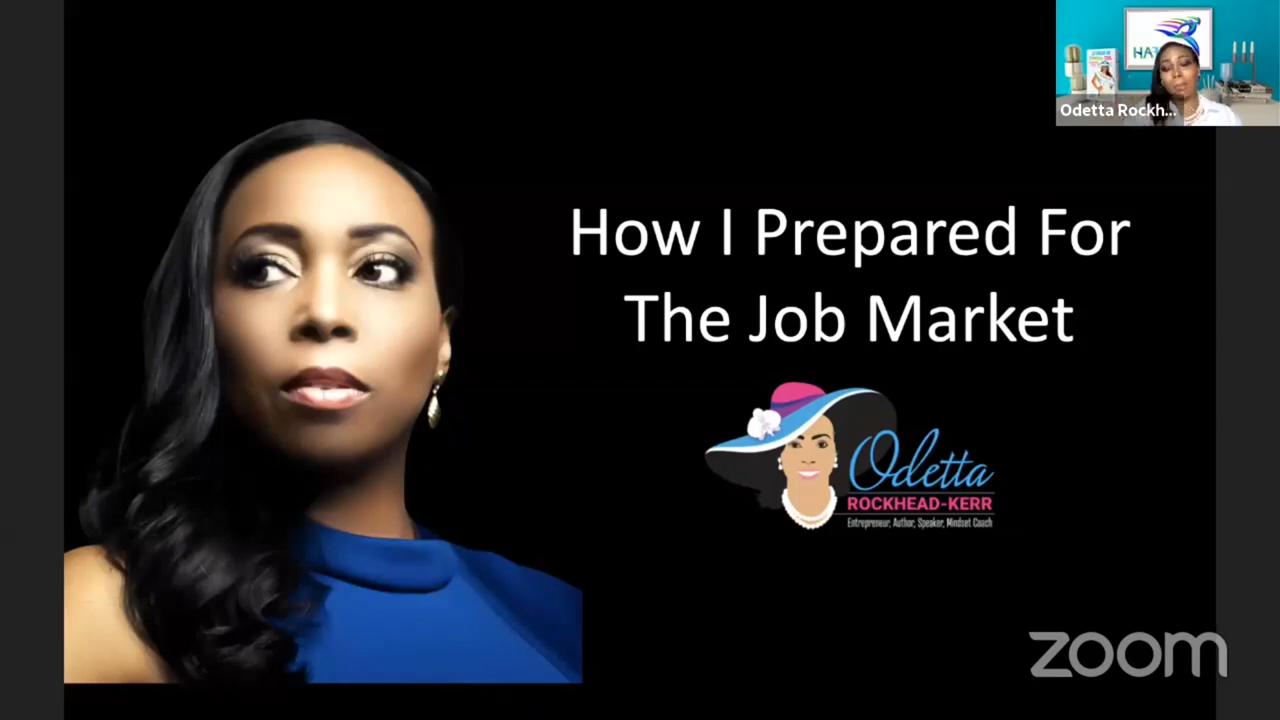 Odetta Rockh...
How I Prepared For
The Job Market
Odetta
ROCKHEAD-KERR
Entrepreneur, Author, Speaker, Mindset Coach
zoom